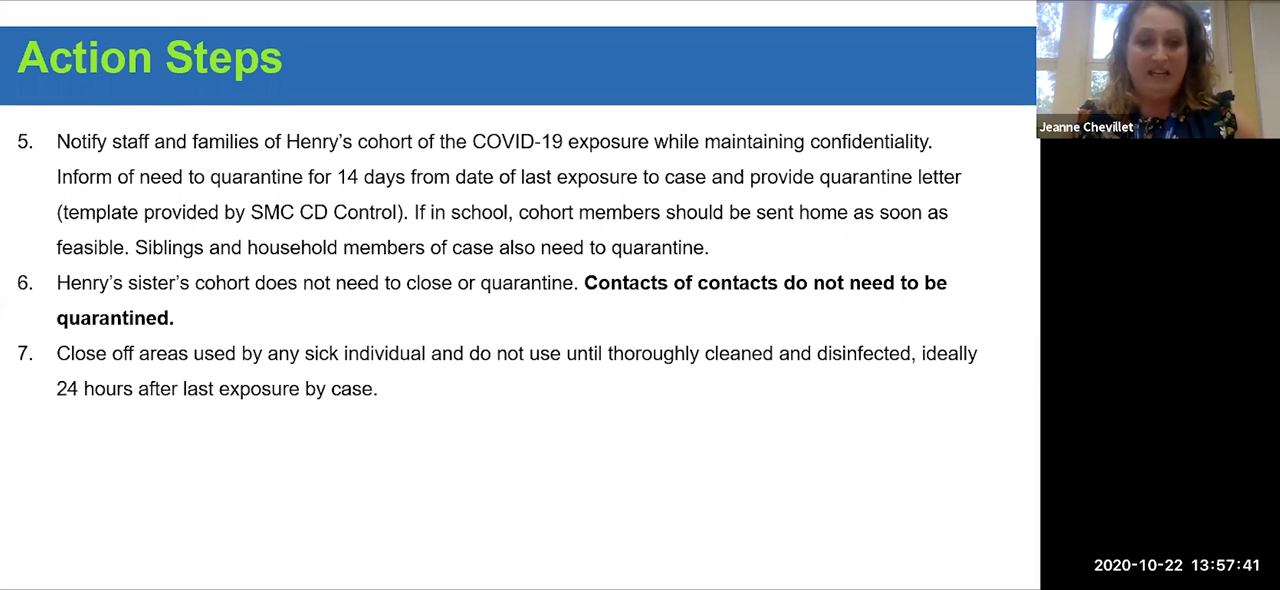 Action Steps
5. Notify staff and families of Henry's cohort of the COVID-19 exposure while maintaining confidentiality.
Inform of need to quarantine for 14 days from date of last exposure to case and provide quarantine letter
(template provided by SMC CD Control). If in school, cohort members should be sent home as soon as
feasible. Siblings and household members of case also need to quarantine.
6. Henry's sister's cohort does not need to close or quarantine. Contacts of contacts do not need to be
quarantined.
7. Close off areas used by any sick individual and do not use until thoroughly cleaned and disinfected, ideally
24 hours after last exposure by case.
Jeanne Chevillet
2020-10-22 13:57:41